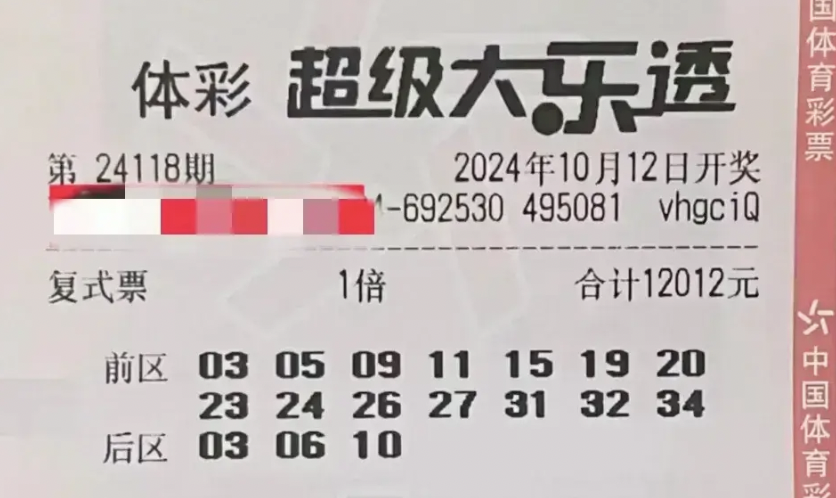 体彩 超级大乐透
第 24118期 2024年10月12日开奖
-692530 495081 vhgciQ
复式票 1倍 合计12012元
前区 03 05 09 11 15 19 20
23 24 26 27 31 32 34
后区 03 06 10
国体育彩票
中国体育彩